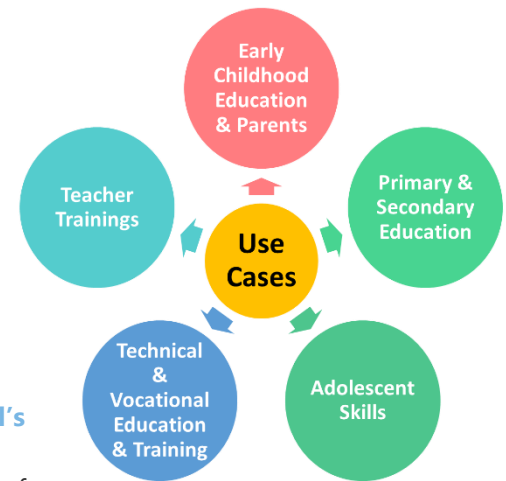 Early
Childhood
Education
& Parents
Teacher
Trainings
Primary &
Secondary
Education
Use
Cases
Technical
&
Vocational
Education
& Training
Adolescent
Skills